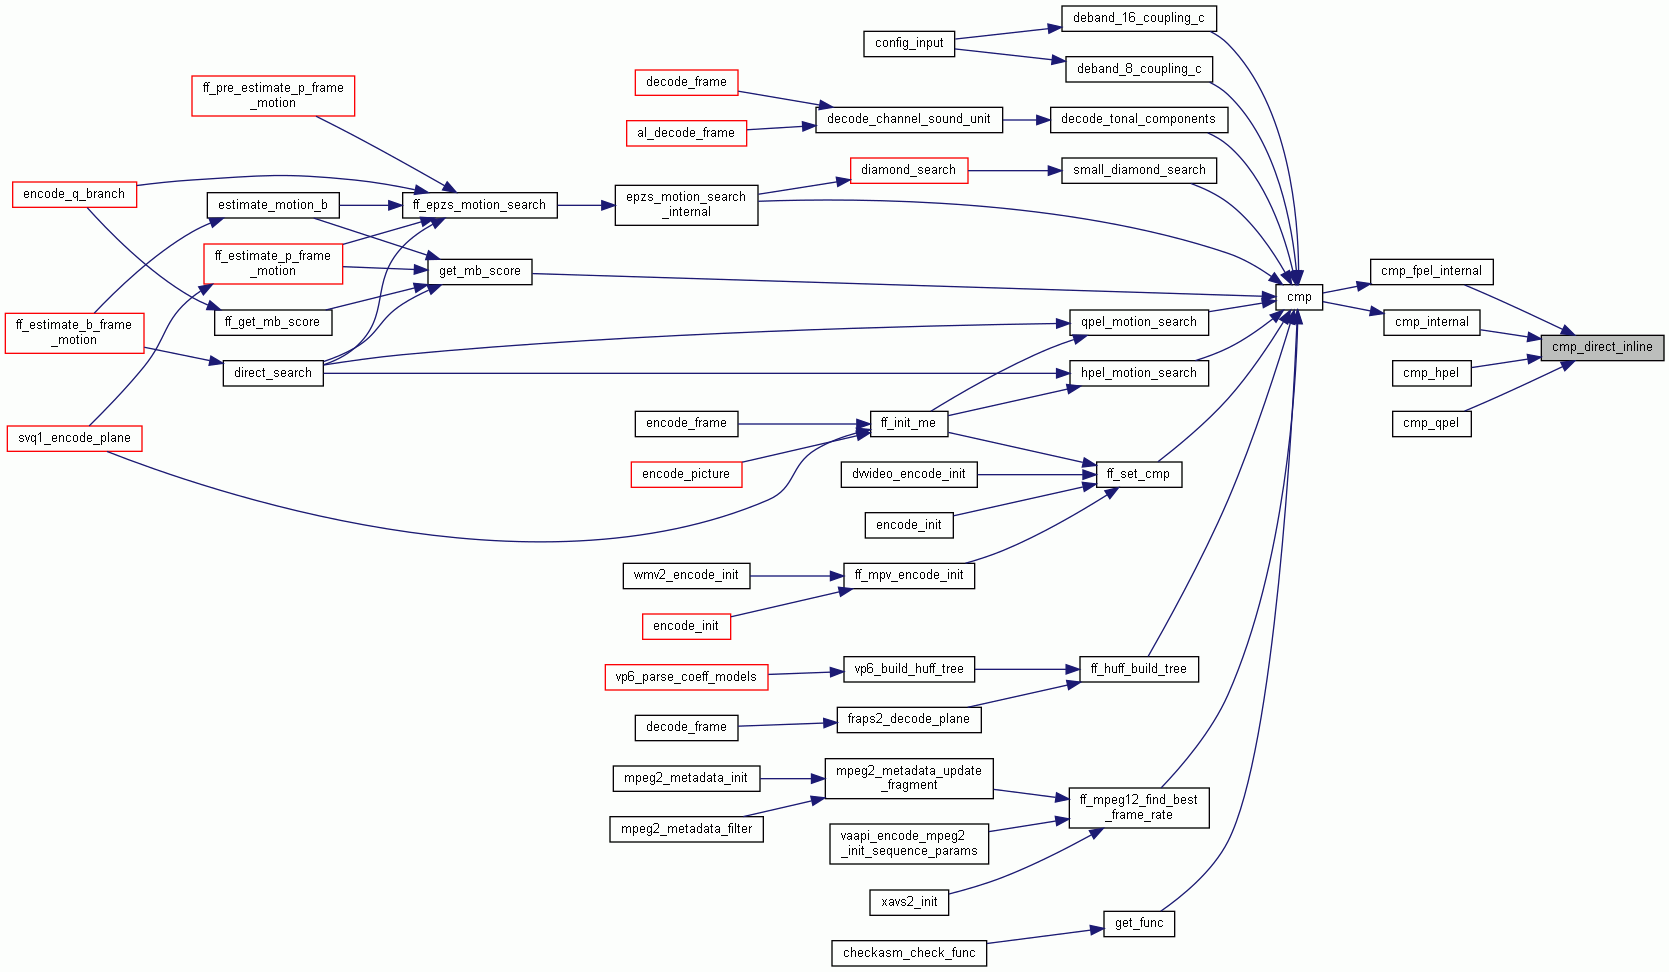 deband_16_coupling_c
config_input
deband_8_coupling_c
decode_frame
ff_pre_estimate_p_frame
_motion
decode_channel_sound_unit
decode_tonal_components
al_decode_frame
diamond_search
small_diamond_search
encode_q_branch
estimate_motion_b
ff_epzs_motion_search
epzs_motion_search
_internal
ff_estimate_p_frame
_motion
get_mb_score
cmp_fpel_internal
cmp
ff_estimate_b_frame
_motion
ff_get_mb_score
qpel_motion_search
cmp_internal
cmp_direct_inline
direct_search
hpel_motion_search
cmp_hpel
svq1_encode_plane
encode_frame
ff_init_me
cmp_qpel
encode_picture
dwideo_encode_init
ff_set_cmp
encode_init
wmv2_encode_init
ff_mpv_encode_init
encode_init
vp6_parse_coeff_models
vp6_build_huff_tree
ff_huff_build_tree
decode_frame
fraps2_decode_plane
mpeg2_metadata_init
mpeg2_metadata_update
_fragment
ff_mpeg12_find_best
_frame_rate
mpeg2_metadata_filter
vaapi_encode_mpeg2
_init_sequence_params
xavs2_init
get_func
checkasm_check_func